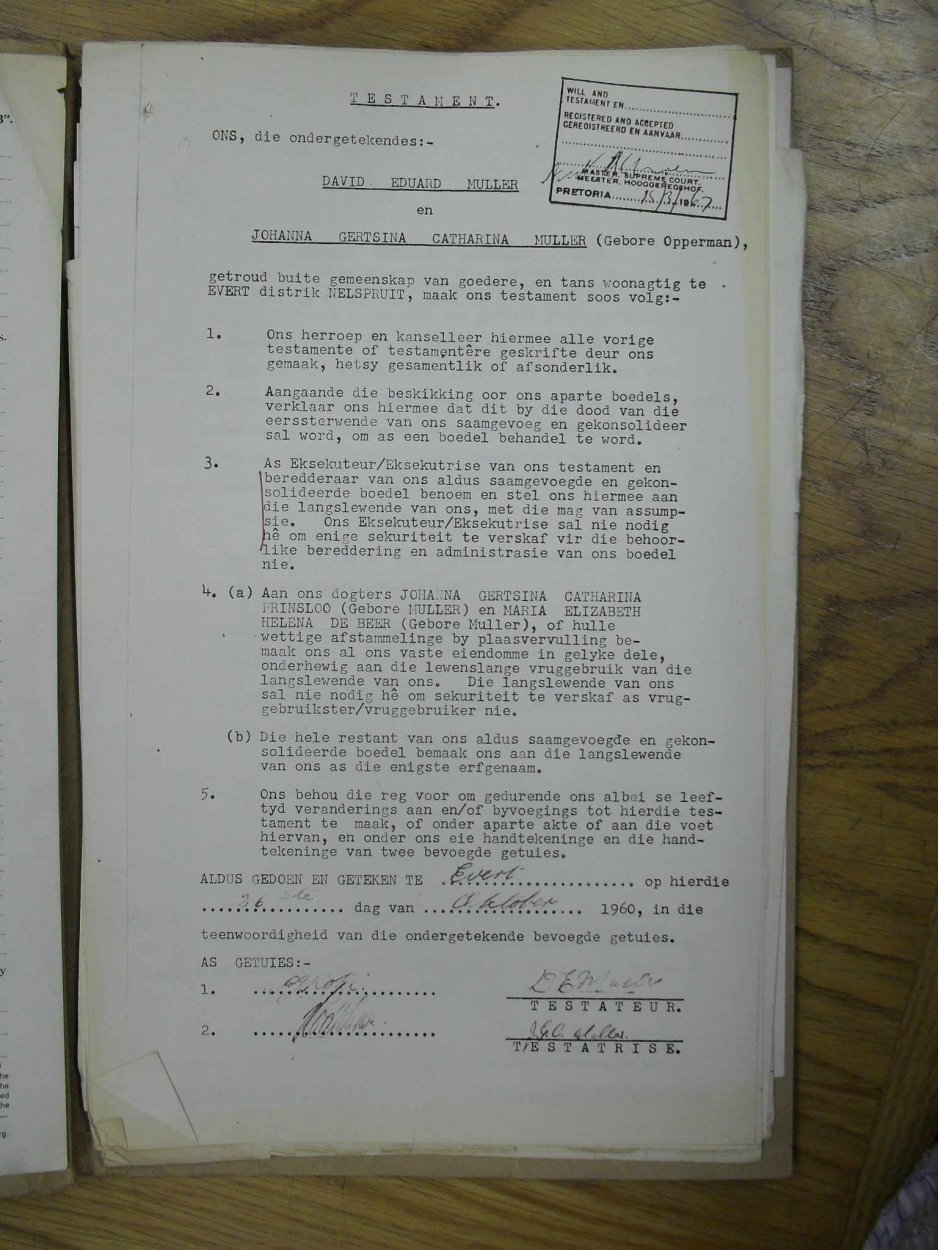 TESTAMENT.
WILL AND
TESTAMENT EN....................
REGISTERED AND ACCEPTED
GEREGISTREERD EN AANVAAR.............
MASTER, SUPREME COURT.
MEESTER, HOOGGEREGSHOF.
PRETORIA.........15/3/1967......
ONS, die ondergetekendes:-
DAVID EDUARD MULLER
en
JOHANNA GERTSINA CATHARINA MULLER (Gebore Opperman),
getroud buite gemeenskap van goedere, en tans woonagtig te
EVERT distrik NELSPRUIT, maak ons testament soos volg:-
1. Ons herroep en kanselleer hiermee alle vorige
testamente of testamentêre geskrifte deur ons
gemaak, hetsy gesamentlik of afsonderlik.
2. Aangaande die beskikking oor ons aparte boedels,
verklaar ons hiermee dat dit by die dood van die
eerssterwende van ons saamgevoeg en gekonsolideer
sal word, om as een boedel behandel te word.
3. As Eksekuteur/Eksekutrise van ons testament en
beredderaar van ons aldus saamgevoegde en gekon-
solideerde boedel benoem en stel ons hiermee aan
die langslewende van ons, met die mag van assump-
sie. Ons Eksekuteur/Eksekutrise sal nie nodig
hê om enige sekuriteit te verskaf vir die behoor-
like bereddering en administrasie van ons boedel
nie.
4. (a) Aan ons dogters JOHANNA GERTSINA CATHARINA
PRINSLOO (Gebore MULLER) en MARIA ELIZABETH
HELENA DE BEER (Gebore Muller), of hulle
wettige afstammelinge by plaasvervulling be-
maak ons al ons vaste eiendomme in gelyke dele,
onderhewig aan die lewenslange vruggebruik van die
langslewende van ons. Die langslewende van ons
sal nie nodig hê om sekuriteit te verskaf as vrug-
gebruikster/vruggebruiker nie.
(b) Die hele restant van ons aldus saamgevoegde en gekon-
solideerde boedel bemaak ons aan die langslewende
van ons as die enigste erfgenaam.
5. Ons behou die reg voor om gedurende ons albei se leef-
tyd veranderings aan en/of byvoegings tot hierdie tes-
tament te maak, of onder aparte akte of aan die voet
hiervan, en onder ons eie handtekeninge en die hand-
tekeninge van twee bevoegde getuies.
ALDUS GEDOEN EN GETEKEN TE .Evert...................... op hierdie
....26 ste.......... dag van ...Oktober............ 1960, in die
teenwoordigheid van die ondergetekende bevoegde getuies.
AS GETUIES:-
1. ......................
D E Muller
TESTATEUR.
2. ......................
J.G.C. Muller.
TESTATRISE.